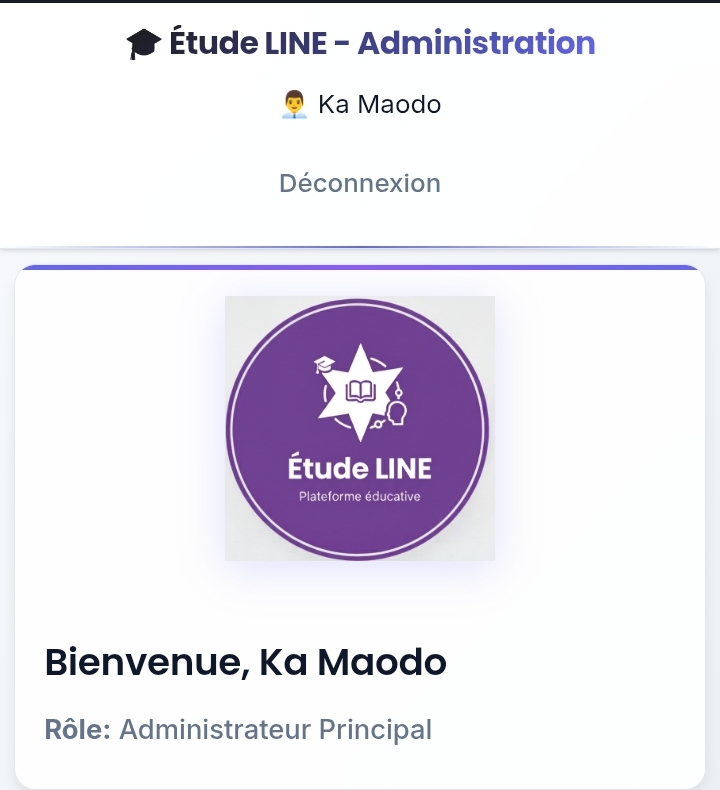 🎓 Étude LINE - Administration
👨‍💼 Ka Maodo
Déconnexion
Étude LINE
Plateforme éducative
Bienvenue, Ka Maodo
Rôle: Administrateur Principal